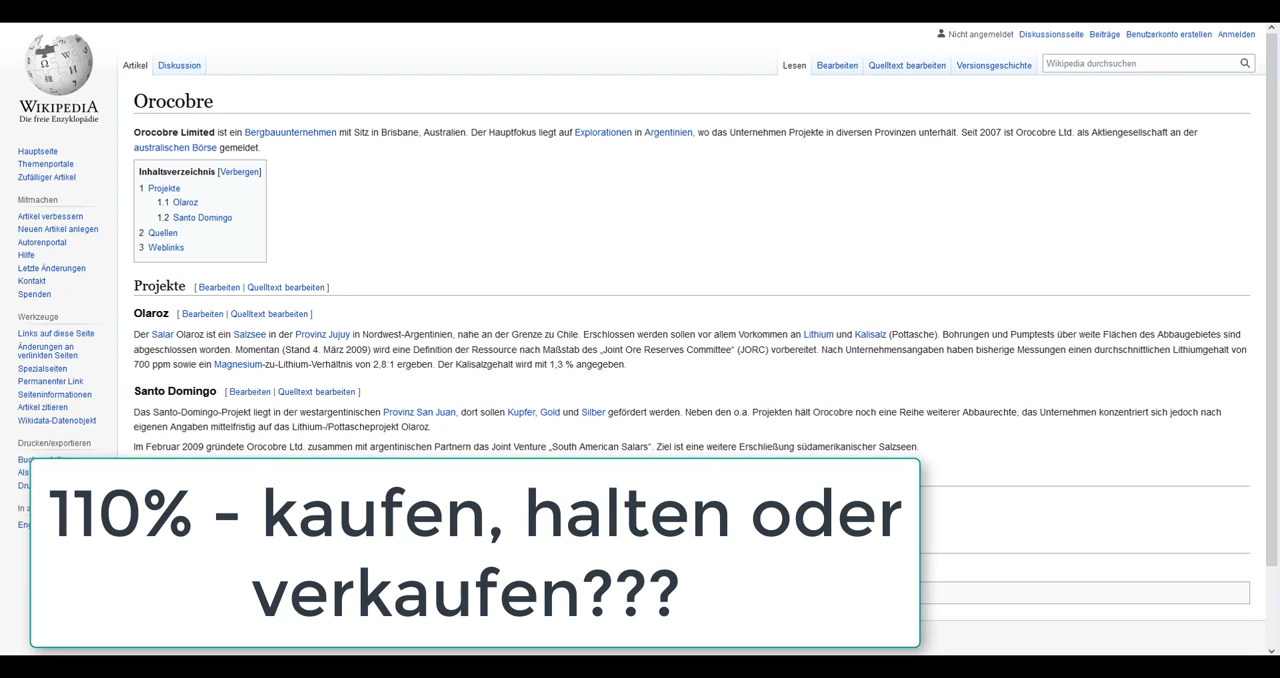 Nicht angemeldet Diskussionsseite Beiträge Benutzerkonto erstellen Anmelden
Artikel Diskussion Lesen Bearbeiten Quelltext bearbeiten Versionsgeschichte Wikipedia durchsuchen
WIKIPEDIA
Die freie Enzyklopädie
Hauptseite
Themenportale
Zufälliger Artikel
Mitmachen
Artikel verbessern
Neuen Artikel anlegen
Autorenportal
Hilfe
Letzte Änderungen
Kontakt
Spenden
Werkzeuge
Links auf diese Seite
Änderungen an
verlinkten Seiten
Spezialseiten
Permanenter Link
Seiteninformationen
Artikel zitieren
Wikidata-Datenobjekt
Drucken/exportieren
Orocobre
Orocobre Limited ist ein Bergbauunternehmen mit Sitz in Brisbane, Australien. Der Hauptfokus liegt auf Explorationen in Argentinien, wo das Unternehmen Projekte in diversen Provinzen unterhält. Seit 2007 ist Orocobre Ltd. als Aktiengesellschaft an der
australischen Börse gemeldet.
Inhaltsverzeichnis [Verbergen]
1 Projekte
1.1 Olaroz
1.2 Santo Domingo
2 Quellen
3 Weblinks
Projekte [ Bearbeiten | Quelltext bearbeiten ]
Olaroz [ Bearbeiten | Quelltext bearbeiten ]
Der Salar Olaroz ist ein Salzsee in der Provinz Jujuy in Nordwest-Argentinien, nahe an der Grenze zu Chile. Erschlossen werden sollen vor allem Vorkommen an Lithium und Kalisalz (Pottasche). Bohrungen und Pumptests über weite Flächen des Abbaugebietes sind
abgeschlossen worden. Momentan (Stand 4. März 2009) wird eine Definition der Ressource nach Maßstab des „Joint Ore Reserves Committee“ (JORC) vorbereitet. Nach Unternehmensangaben haben bisherige Messungen einen durchschnittlichen Lithiumgehalt von
700 ppm sowie ein Magnesium-zu-Lithium-Verhältnis von 2,8:1 ergeben. Der Kalisalzgehalt wird mit 1,3 % angegeben.
Santo Domingo [ Bearbeiten | Quelltext bearbeiten ]
Das Santo-Domingo-Projekt liegt in der westargentinischen Provinz San Juan, dort sollen Kupfer, Gold und Silber gefördert werden. Neben den o.a. Projekten hält Orocobre noch eine Reihe weiterer Abbaurechte, das Unternehmen konzentriert sich jedoch nach
eigenen Angaben mittelfristig auf das Lithium-/Pottascheprojekt Olaroz.
Im Februar 2009 gründete Orocobre Ltd. zusammen mit argentinischen Partnern das Joint Venture „South American Salars“. Ziel ist eine weitere Erschließung südamerikanischer Salzseen.
110% - kaufen, halten oder
verkaufen???